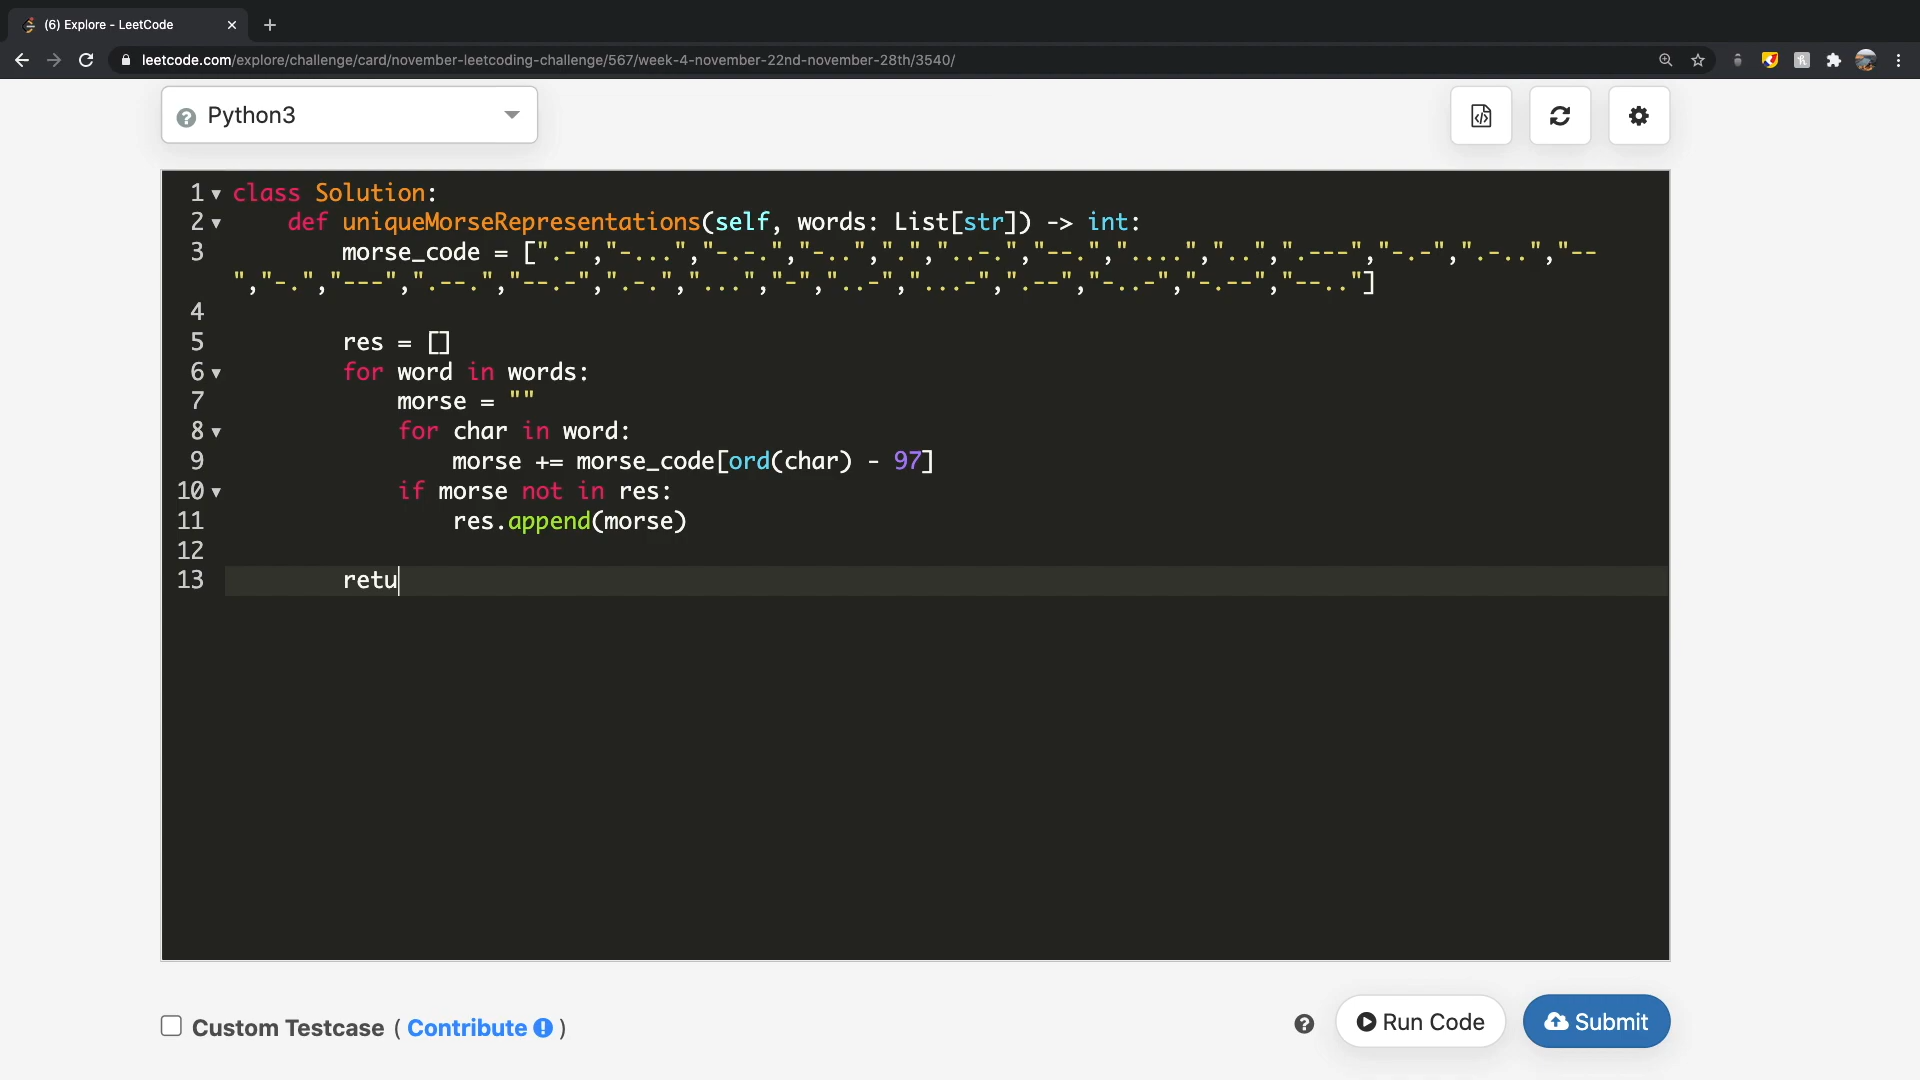 (6) Explore - LeetCode
leetcode.com/explore/challenge/card/november-leetcoding-challenge/567/week-4-november-22nd-november-28th/3540/
Python3
1 class Solution:
2 def uniqueMorseRepresentations(self, words: List[str]) -> int:
3 morse_code = [".-","-...","-.-.","-..",".","..-.","--.","....","..",".---","-.-",".-..","--
","-.","---",".--.","--.-",".-.","...","-","..-","...-",".--","-..-","-.--","--.."]
4
5 res = []
6 for word in words:
7 morse = ""
8 for char in word:
9 morse += morse_code[ord(char) - 97]
10 if morse not in res:
11 res.append(morse)
12
13 retu
Custom Testcase ( Contribute )
Run Code
Submit